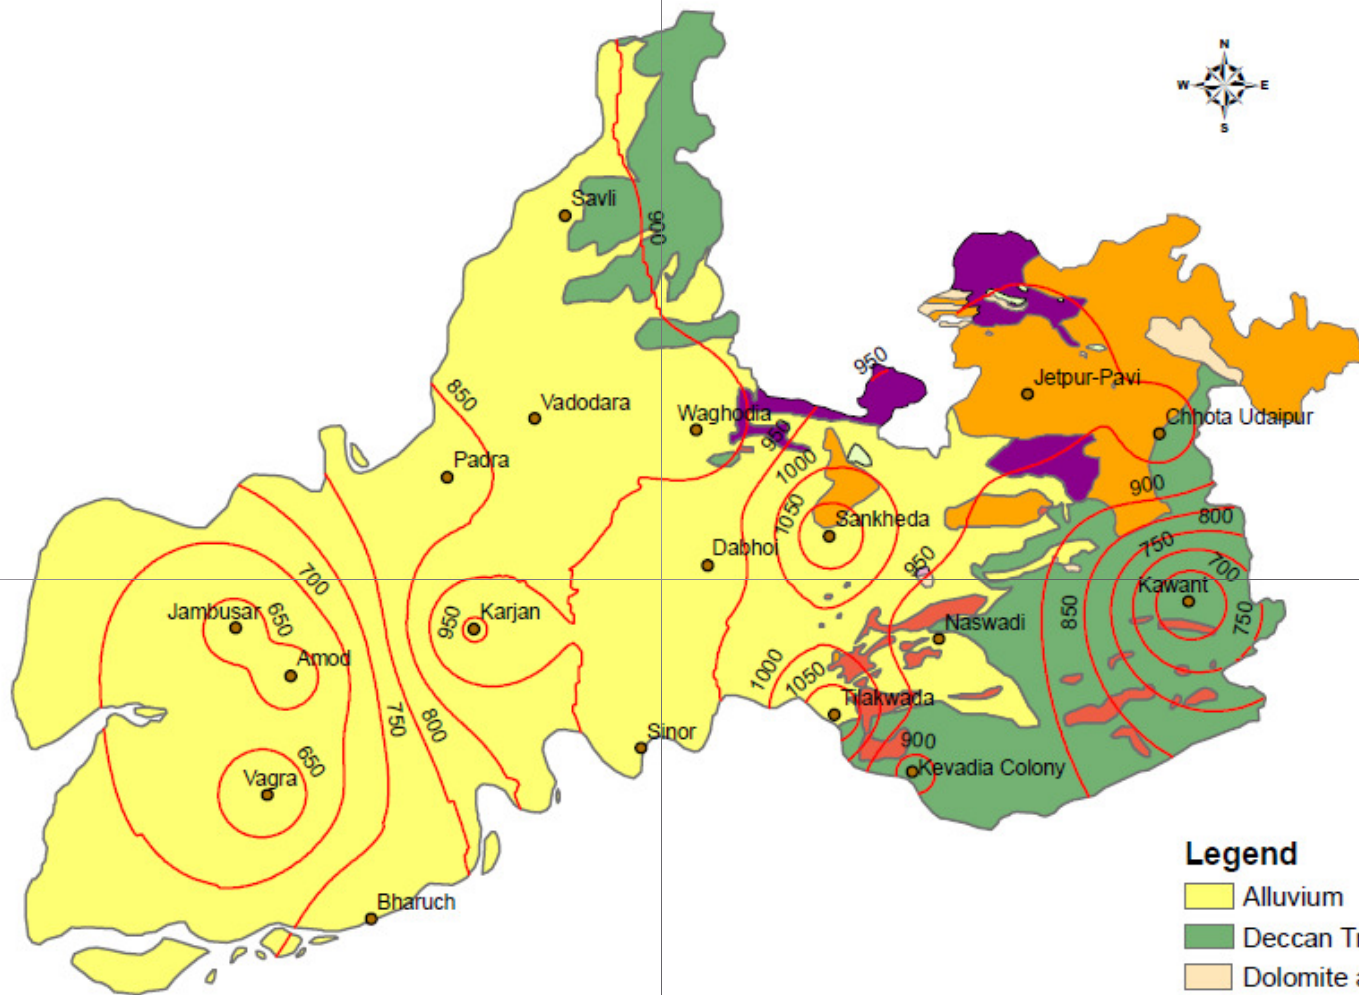 N
W E
S
Savli
900
950
Jetpur-Pavi
850
Vadodara
Waghodia
Chhota Udaipur
950
Padra
1000
900
1050
Sankheda
800
750
Dabhoi
950
700
700
Kawant
Jambusar
650
950
Karjan
850
750
Naswadi
Amod
1000
1050
Tilakwada
750
800
Sinor
900
Kevadia Colony
650
Vagra
Legend
Alluvium
Bharuch
Deccan Tr
Dolomite a